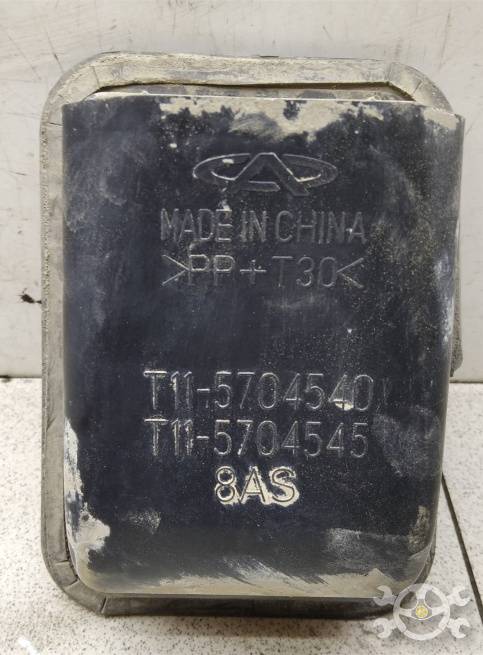 MADE IN CHINA
>PP+T30<
T11-5704540
T11-5704545
8AS